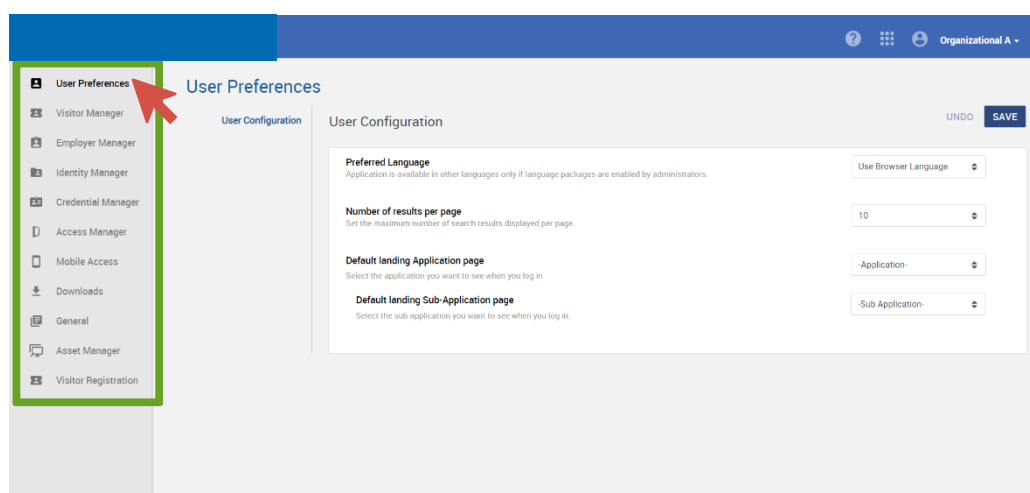 Organizational A
User Preferences
Visitor Manager
Employer Manager
Identity Manager
Credential Manager
Access Manager
Mobile Access
Downloads
General
Asset Manager
Visitor Registration
User Preferences
User Configuration
User Configuration
UNDO
SAVE
Preferred Language
Application is available in other languages only if language packages are enabled by administrators.
Use Browser Language
Number of results per page
Set the maximum number of search results displayed per page.
10
Default landing Application page
Select the application you want to see when you log in
-Application-
Default landing Sub-Application page
Select the sub-application you want to see when you log in.
-Sub Application-